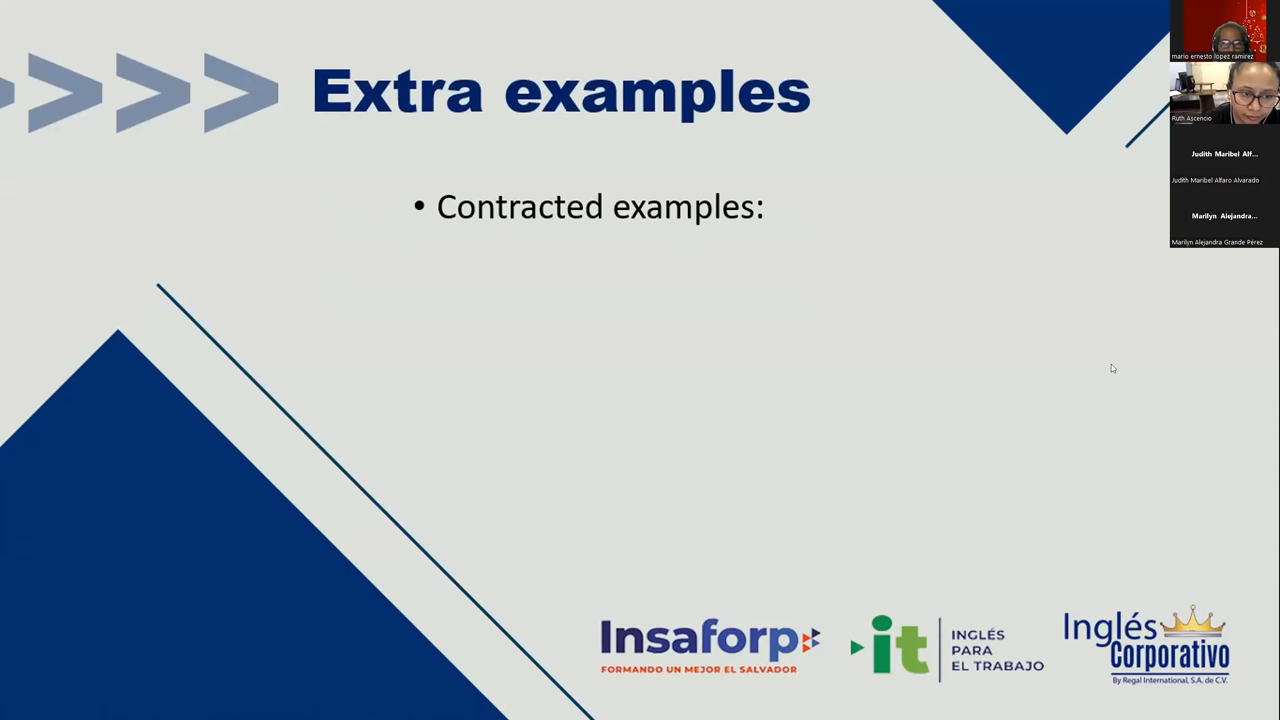 Extra examples
• Contracted examples:
mario ernesto lopez ramirez
Ruth Ascencio
Judith Maribel Alf...
Judith Maribel Alfaro Alvarado
Marilyn Alejandra...
Marilyn Alejandra Grande Pérez
Insaforp
FORMANDO UN MEJOR EL SALVADOR
it
INGLÉS
PARA
EL TRABAJO
Inglés
Corporativo
By Regal International, S.A. de C.V.